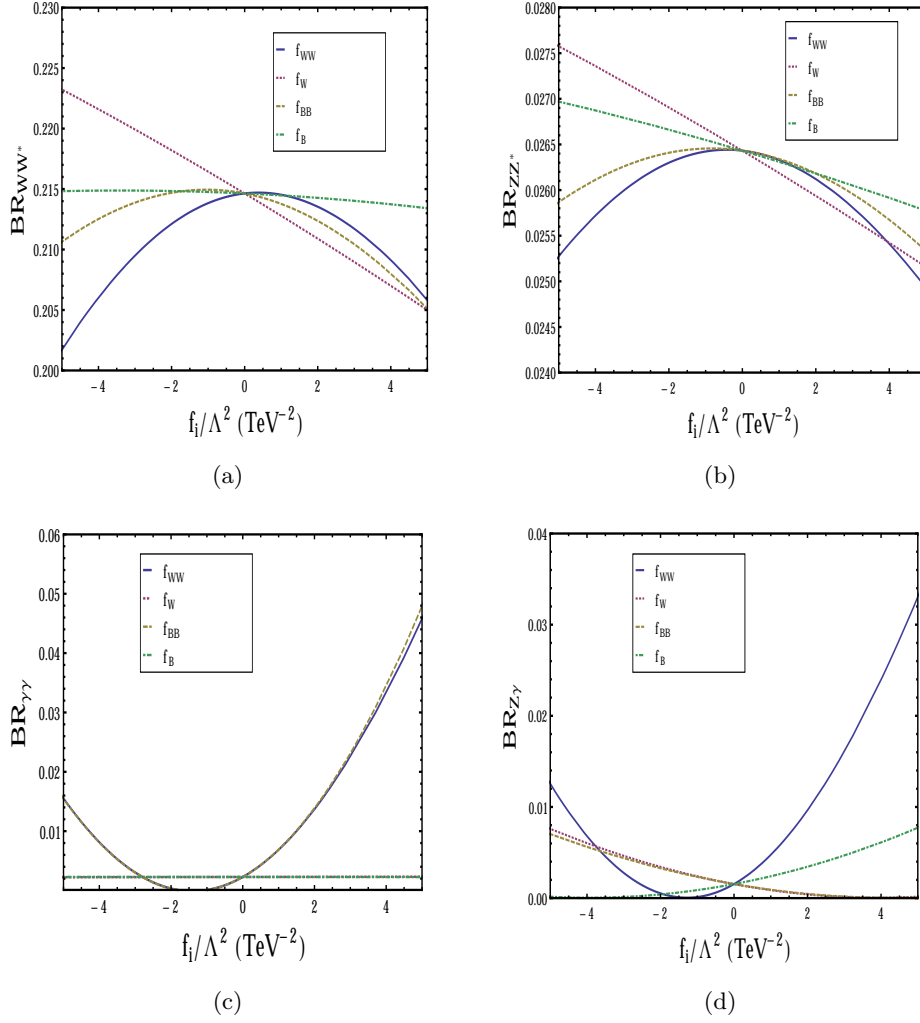 0.230
0.225
0.220
0.215
0.210
0.205
0.200
BR_WW*
f_WW
f_W
f_BB
f_B
-4 -2 0 2 4
f_i/Λ² (TeV⁻²)
(a)
0.0280
0.0275
0.0270
0.0265
0.0260
0.0255
0.0250
0.0245
0.0240
BR_ZZ*
f_WW
f_W
f_BB
f_B
-4 -2 0 2 4
f_i/Λ² (TeV⁻²)
(b)
0.06
0.05
0.04
0.03
0.02
0.01
BR_γγ
f_WW
f_W
f_BB
f_B
-4 -2 0 2 4
f_i/Λ² (TeV⁻²)
(c)
0.04
0.03
0.02
0.01
0.00
BR_Zγ
f_WW
f_W
f_BB
f_B
-4 -2 0 2 4
f_i/Λ² (TeV⁻²)
(d)